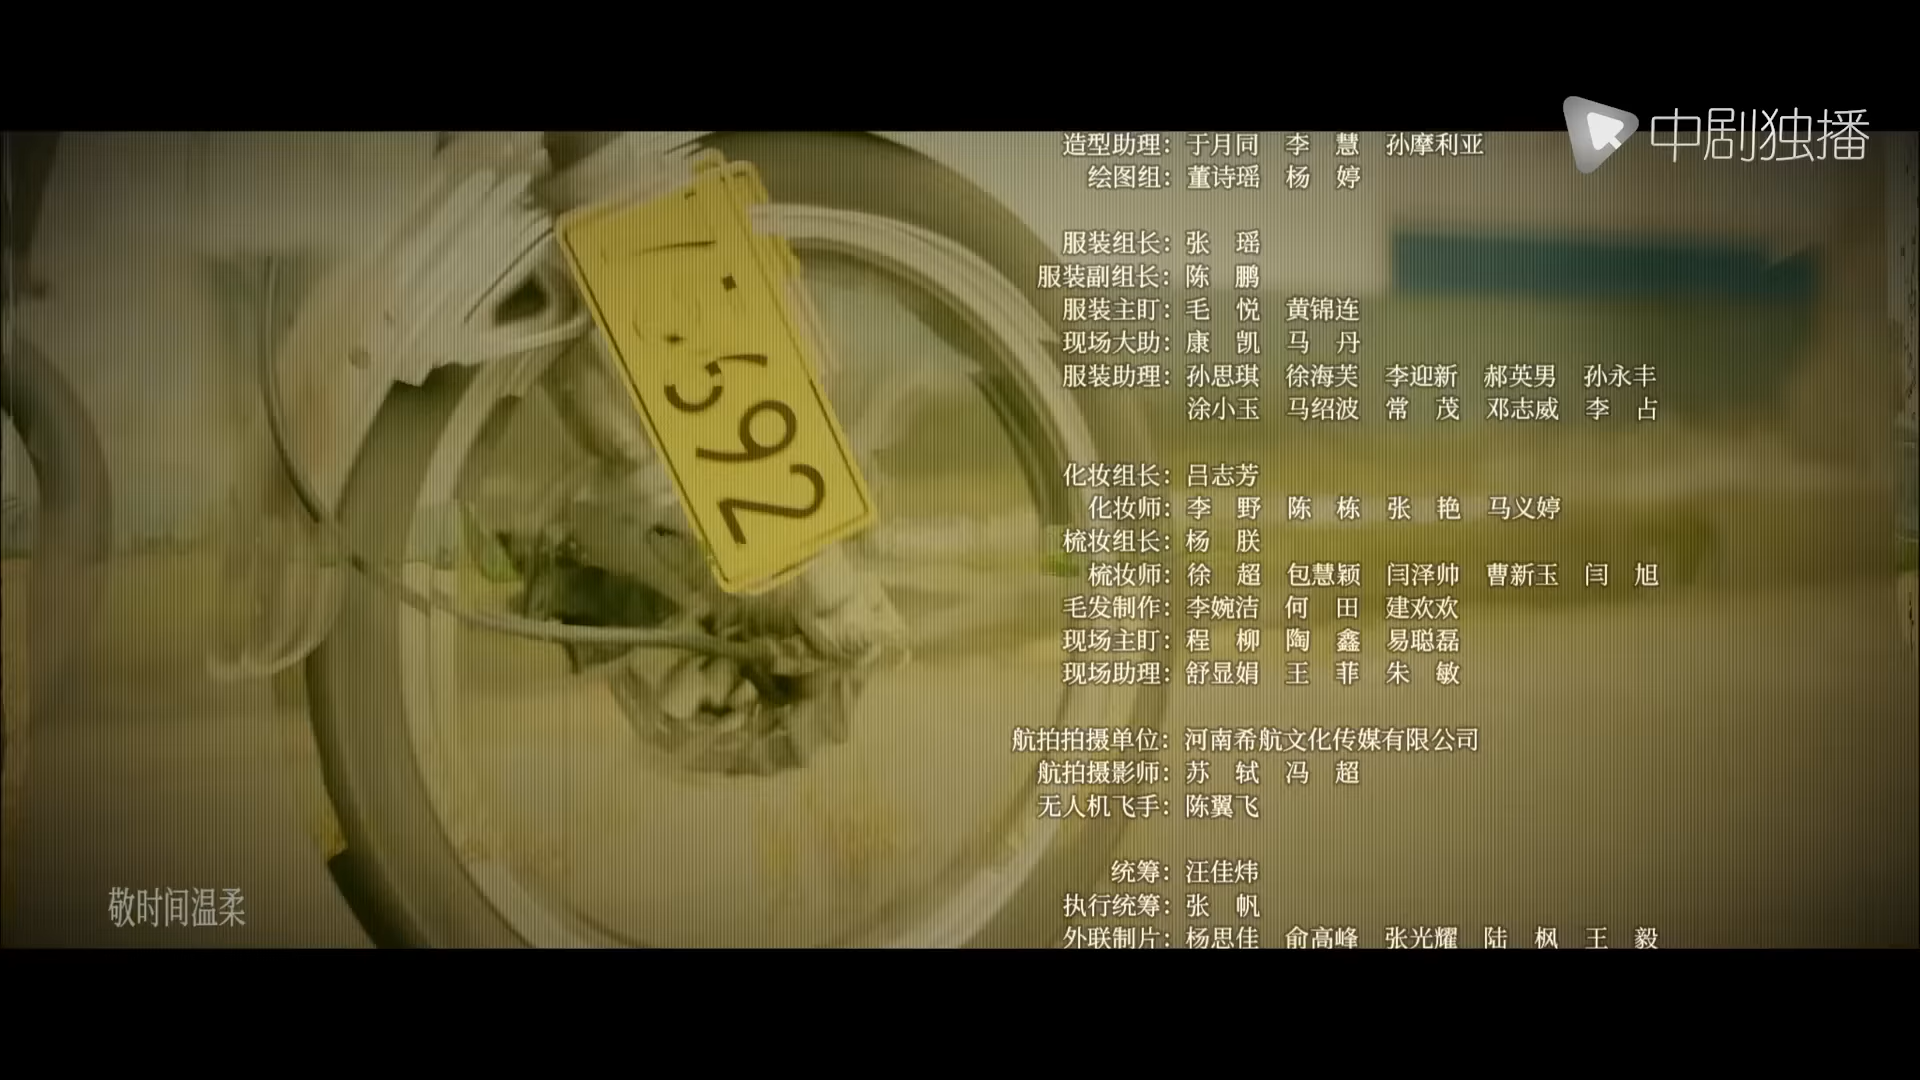 中剧独播
造型助理：于月同 李 慧 孙摩利亚
绘图组：董诗瑶 杨 婷
服装组长：张 瑶
服装副组长：陈 鹏
服装主盯：毛 悦 黄锦连
现场大助：康 凯 马 丹
服装助理：孙思琪 徐海芙 李迎新 郝英男 孙永丰
涂小玉 马绍波 常 茂 邓志威 李 占
化妆组长：吕志芳
化妆师：李 野 陈 栋 张 艳 马义婷
梳妆组长：杨 朕
梳妆师：徐 超 包慧颖 闫泽帅 曹新玉 闫 旭
毛发制作：李婉洁 何 田 建欢欢
现场主盯：程 柳 陶 鑫 易聪磊
现场助理：舒显娟 王 菲 朱 敏
航拍拍摄单位：河南希航文化传媒有限公司
航拍摄影师：苏 轼 冯 超
无人机飞手：陈翼飞
统筹：汪佳炜
执行统筹：张 帆
外联制片：杨思佳 俞高峰 张光耀 陆 枫 王 毅
592
敬时间温柔